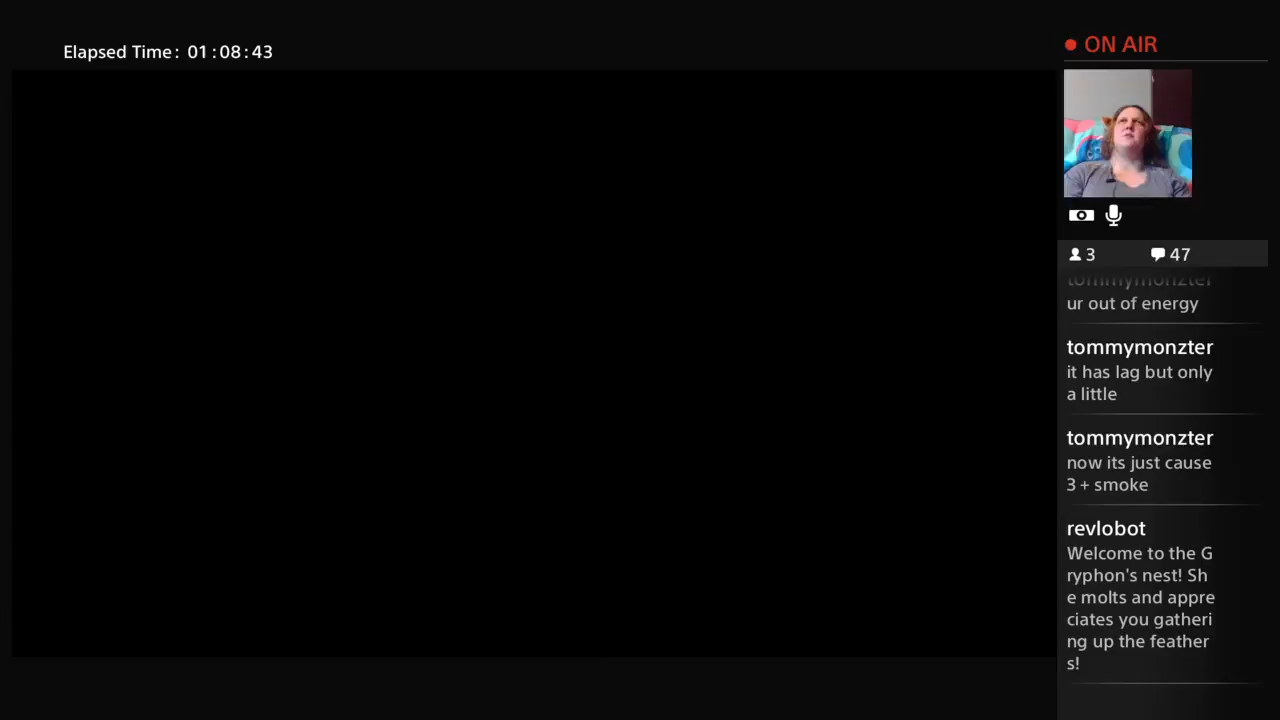 Elapsed Time: 01:08:43
ON AIR
3 47
tommymonzter
ur out of energy
tommymonzter
it has lag but only
a little
tommymonzter
now its just cause
3 + smoke
revlobot
Welcome to the G
ryphon's nest! Sh
e molts and appre
ciates you gatheri
ng up the feather
s!